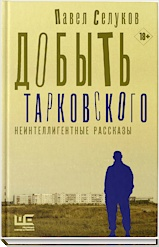 Павел Селуков
18+
ДОБЫТЬ
ТАРКОВСКОГО
НЕИНТЕЛЛИГЕНТНЫЕ РАССКАЗЫ